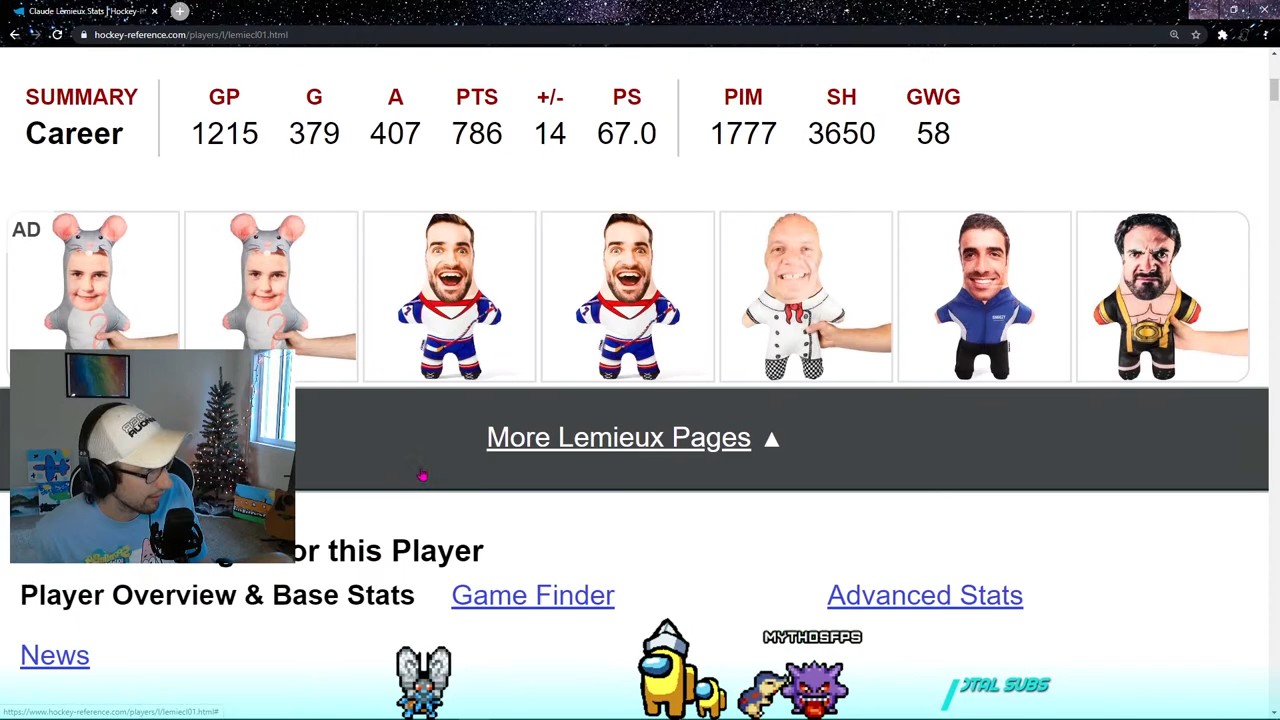 Claude Lemieux Stats | Hockey-R
hockey-reference.com/players/l/lemiecl01.html
SUMMARY GP G A PTS +/- PS PIM SH GWG
Career 1215 379 407 786 14 67.0 1777 3650 58
AD
More Lemieux Pages ▲
or this Player
Player Overview & Base Stats Game Finder Advanced Stats
News
MYTHOSFPS
OTAL SUBS
https://www.hockey-reference.com/players/l/lemiecl01.html#